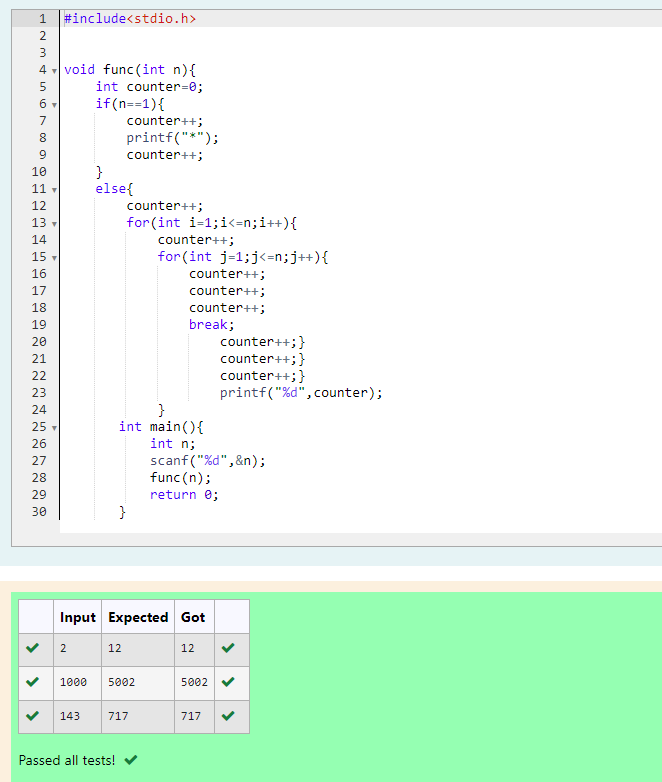 1 #include<stdio.h>
2
3
4 void func(int n){
5     int counter=0;
6     if(n==1){
7         counter++;
8         printf("*");
9         counter++;
10     }
11     else{
12         counter++;
13         for(int i=1;i<=n;i++){
14             counter++;
15             for(int j=1;j<=n;j++){
16                 counter++;
17                 counter++;
18                 counter++;
19                 break;
20                     counter++;}
21                     counter++;}
22                     counter++;}
23                     printf("%d",counter);
24             }
25        int main(){
26            int n;
27            scanf("%d",&n);
28            func(n);
29            return 0;
30        }
Input Expected Got
2 12 12
1000 5002 5002
143 717 717
Passed all tests!